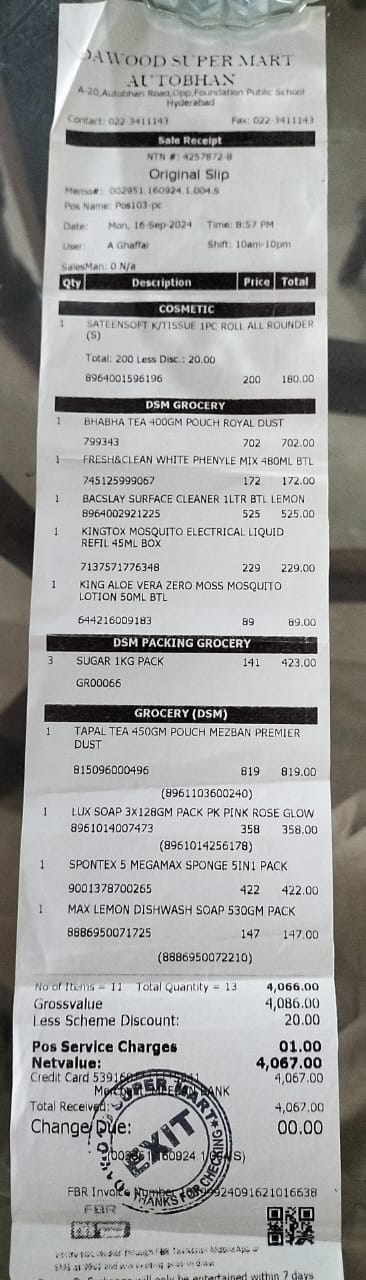 DAWOOD SUPER MART
AUTOBHAN
A-20,Autobhan Road,Opp,Foundation Public School
Hyderabad
Contact: 022-3411143 Fax: 022-3411143
Sale Receipt
NTN #: 4257872-8
Original Slip
Memo#: 002951.160924.1.004.S
Pos Name: Pos103-pc
Date: Mon, 16-Sep-2024 Time: 8:57 PM
User: A Ghaffar Shift: 10am-10pm
SalesMan: 0 N/a
Qty Description Price Total
COSMETIC
1 SATEENSOFT K/TISSUE 1PC ROLL ALL ROUNDER
(S)
Total: 200 Less Disc.: 20.00
8964001596196 200 180.00
DSM GROCERY
1 BHABHA TEA 400GM POUCH ROYAL DUST
799343 702 702.00
1 FRESH&CLEAN WHITE PHENYLE MIX 480ML BTL
745125999067 172 172.00
1 BACSLAY SURFACE CLEANER 1LTR BTL LEMON
8964002921225 525 525.00
1 KINGTOX MOSQUITO ELECTRICAL LIQUID
REFIL 45ML BOX
7137571776348 229 229.00
1 KING ALOE VERA ZERO MOSS MOSQUITO
LOTION 50ML BTL
644216009183 89 89.00
DSM PACKING GROCERY
3 SUGAR 1KG PACK 141 423.00
GR00066
GROCERY (DSM)
1 TAPAL TEA 450GM POUCH MEZBAN PREMIER
DUST
815096000496 819 819.00
(8961103600240)
1 LUX SOAP 3X128GM PACK PK PINK ROSE GLOW
8961014007473 358 358.00
(8961014256178)
1 SPONTEX 5 MEGAMAX SPONGE 5IN1 PACK
9001378700265 422 422.00
1 MAX LEMON DISHWASH SOAP 530GM PACK
8886950071725 147 147.00
(8886950072210)
No of Items = 11 Total Quantity = 13 4,066.00
Grossvalue 4,086.00
Less Scheme Discount: 20.00
Pos Service Charges 01.00
Netvalue: 4,067.00
Credit Card 4,067.00
BANK
Total Received: 4,067.00
Change Due: 00.00
SUPER MART
EXIT
THANKS FOR CHECKING
FBR Invoice Number
FBR